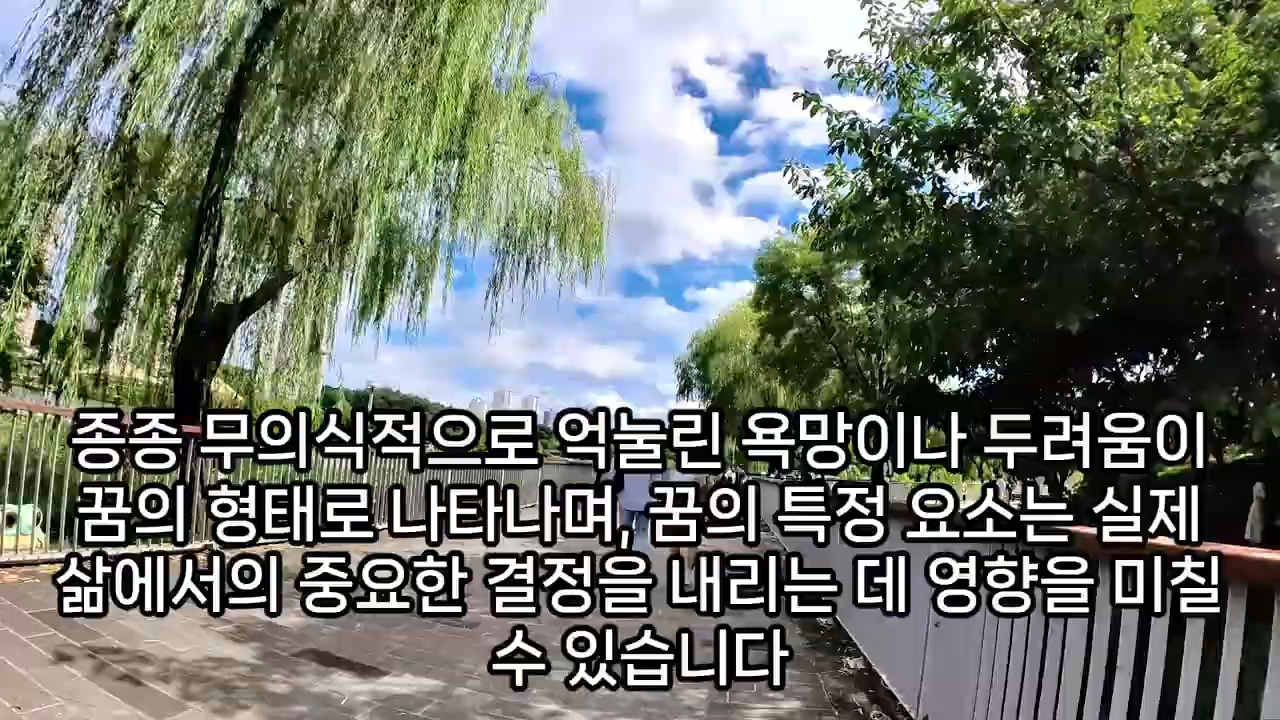 종종 무의식적으로 억눌린 욕망이나 두려움이
꿈의 형태로 나타나며, 꿈의 특정 요소는 실제
삶에서의 중요한 결정을 내리는 데 영향을 미칠
수 있습니다